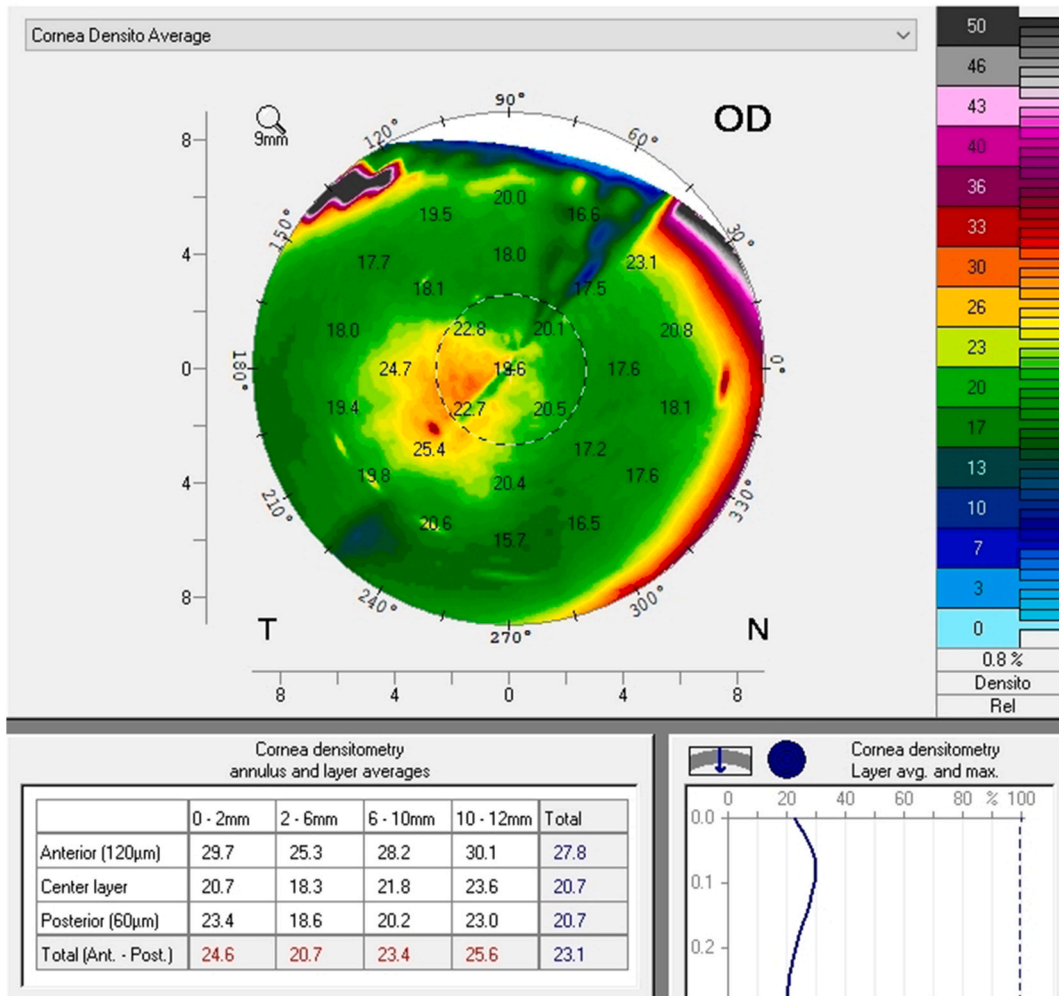 Cornea Densito Average
50
46
43
40
36
33
30
26
23
20
17
13
10
7
3
0
0.8 %
Densito
Rel
9mm
OD
90°
120°
60°
150°
30°
180°
0°
210°
330°
240°
300°
270°
8
4
0
4
8
20.0
19.5 16.6
17.7 18.0 23.1
18.1 17.5
18.0 22.8 20.1 20.8
24.7 19.6 17.6
19.4 22.7 20.5 18.1
25.4 17.2
19.8 20.4 17.6
20.6 15.7 16.5
T N
8 4 0 4 8
Cornea densitometry
annulus and layer averages
0 - 2mm 2 - 6mm 6 - 10mm 10 - 12mm Total
Anterior (120µm) 29.7 25.3 28.2 30.1 27.8
Center layer 20.7 18.3 21.8 23.6 20.7
Posterior (60µm) 23.4 18.6 20.2 23.0 20.7
Total (Ant. - Post.) 24.6 20.7 23.4 25.6 23.1
Cornea densitometry
Layer avg. and max.
0 20 40 60 80 % 100
0.0
0.1
0.2